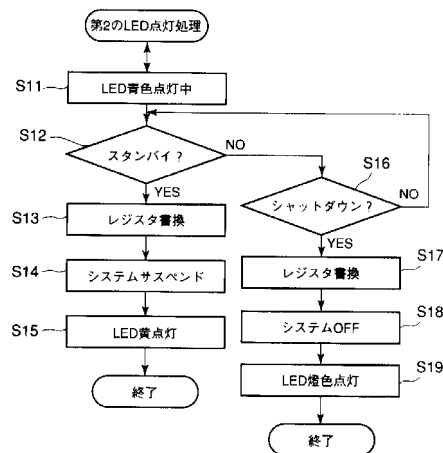 第2のLED点灯処理
S11
LED青色点灯中
S12
スタンバイ？
NO
YES
S16
シャットダウン？
NO
YES
S13
レジスタ書換
S14
システムサスペンド
S15
LED黄点灯
終了
S17
レジスタ書換
S18
システムOFF
S19
LED燈色点灯
終了